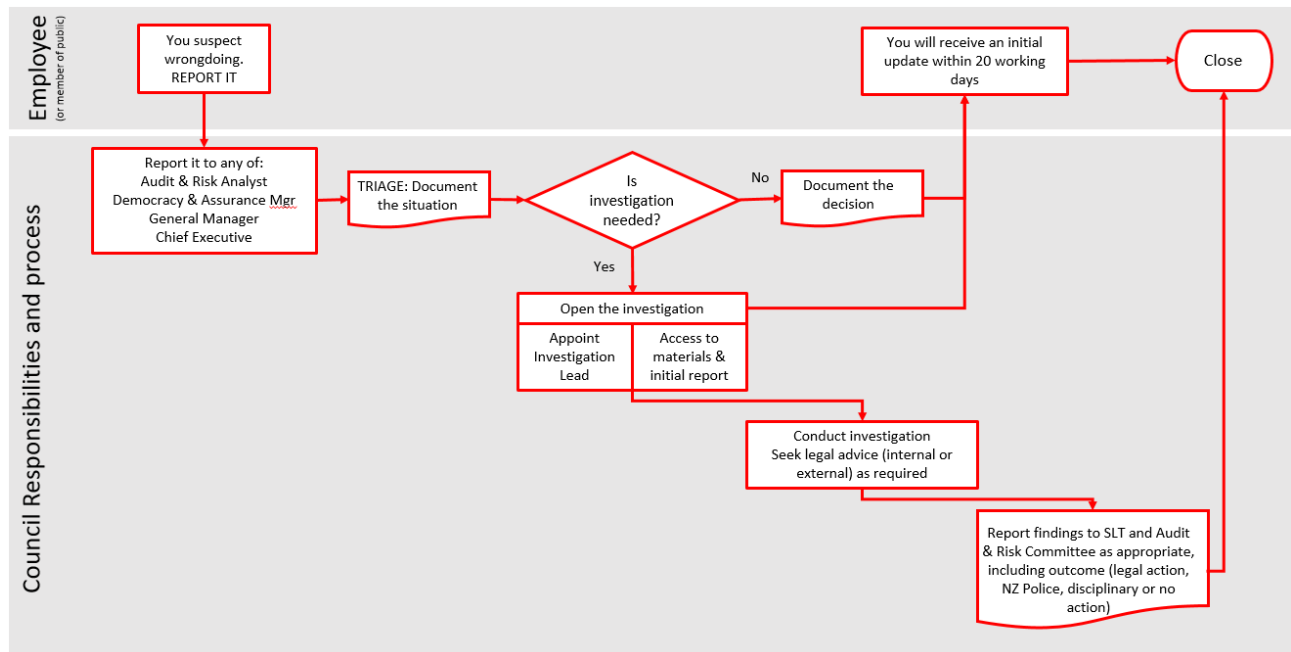 Employee
(or member of public)
You suspect
wrongdoing.
REPORT IT
You will receive an initial
update within 20 working
days
Close
Council Responsibilities and process
Report it to any of:
Audit & Risk Analyst
Democracy & Assurance Mgr
General Manager
Chief Executive
TRIAGE: Document
the situation
Is
investigation
needed?
No
Document the
decision
Yes
Open the investigation
Appoint
Investigation
Lead
Access to
materials &
initial report
Conduct investigation
Seek legal advice (internal or
external) as required
Report findings to SLT and Audit
& Risk Committee as appropriate,
including outcome (legal action,
NZ Police, disciplinary or no
action)